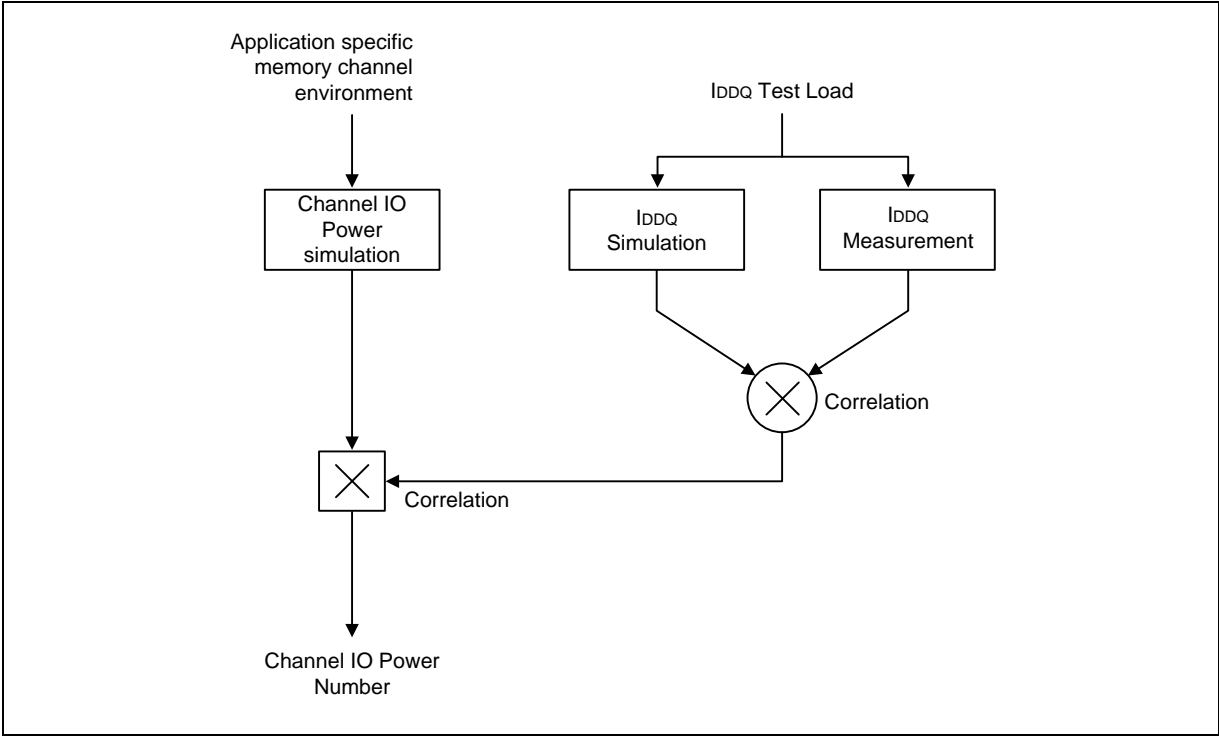 Application specific
memory channel
environment
IDDQ Test Load
Channel IO
Power
simulation
IDDQ
Simulation
IDDQ
Measurement
Correlation
Correlation
Channel IO Power
Number